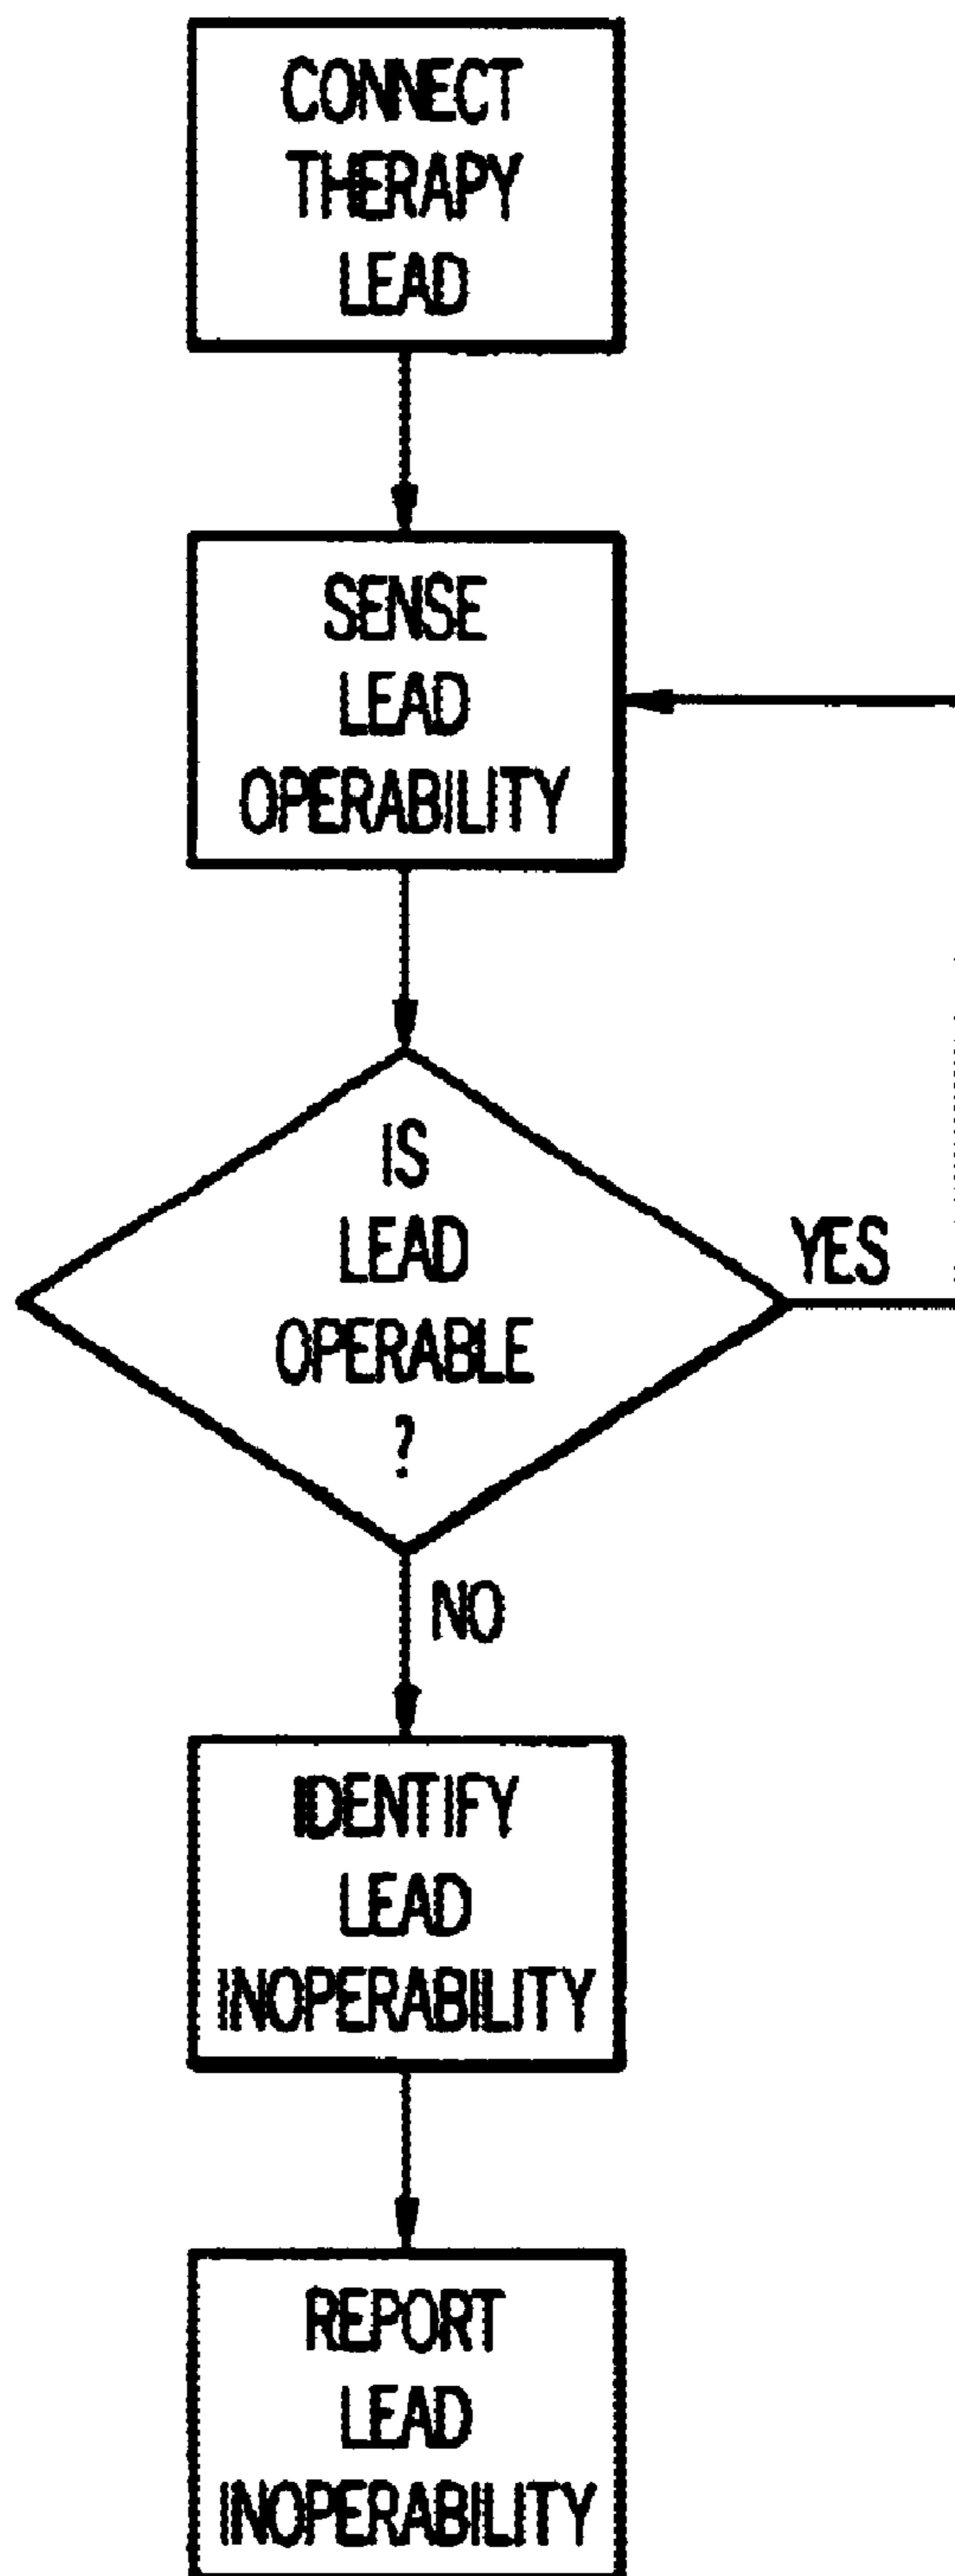 CONNECT
THERAPY
LEAD
SENSE
LEAD
OPERABILITY
IS
LEAD
OPERABLE
?
YES
NO
IDENTIFY
LEAD
INOPERABILITY
REPORT
LEAD
INOPERABILITY